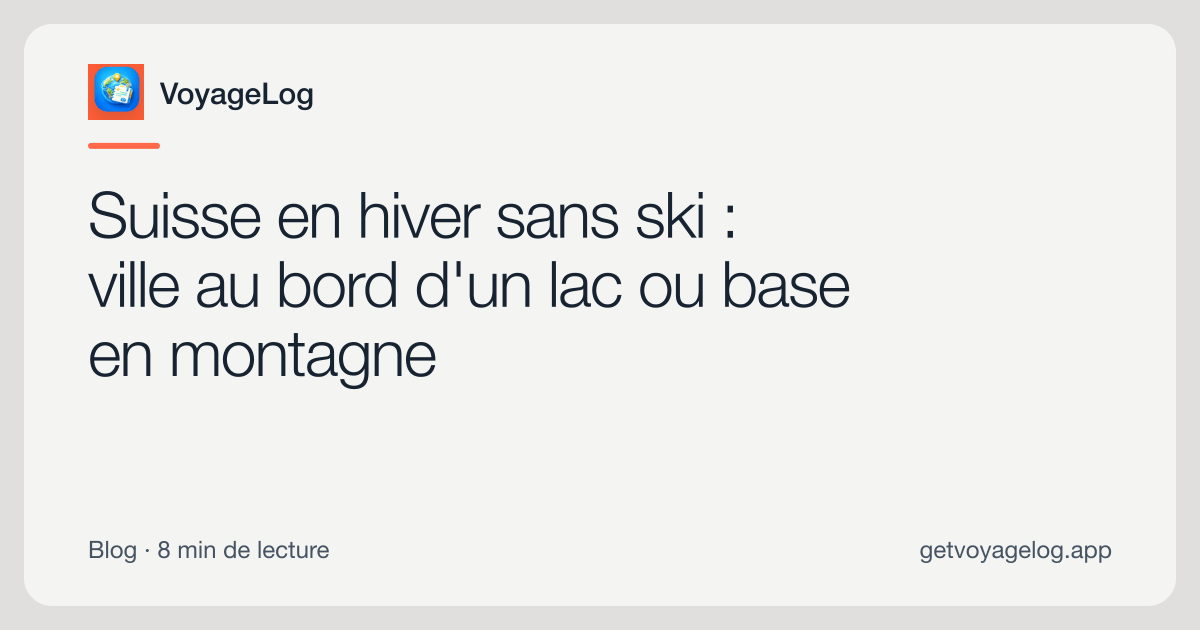 VoyageLog
Suisse en hiver sans ski :
ville au bord d'un lac ou base
en montagne
Blog · 8 min de lecture
getvoyagelog.app